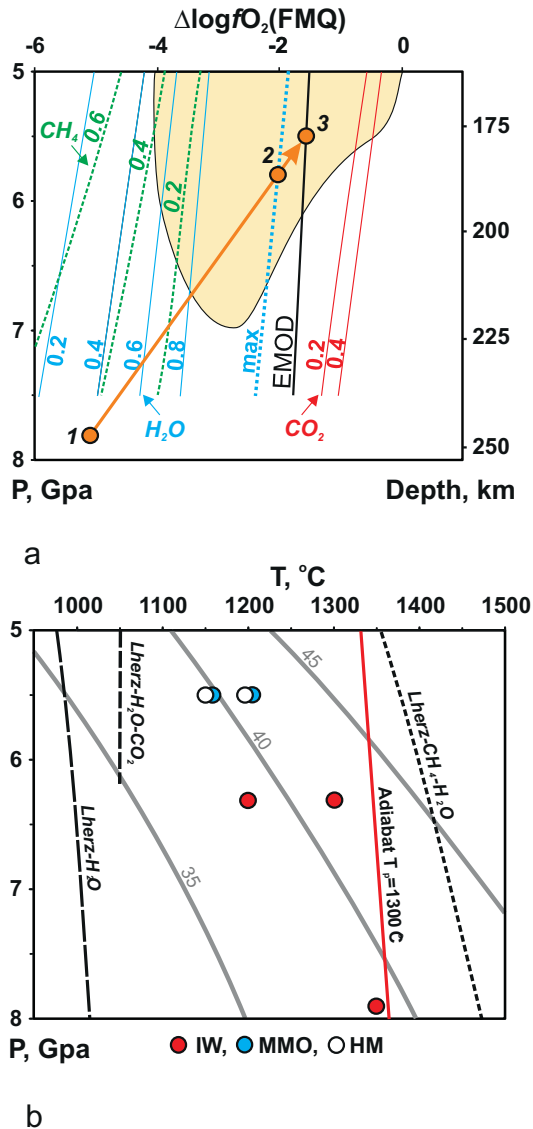 ΔlogfO₂(FMQ)
-6 -4 -2 0
5
6
7
8
175
200
225
250
CH₄
0.6
0.4
0.2
1
2
3
0.2
0.4
0.6
0.8
H₂O
max
EMOD
0.2
0.4
CO₂
P, Gpa
Depth, km
a
T, °C
1000 1100 1200 1300 1400 1500
5
6
7
8
Lherz-H₂O
Lherz-H₂O-CO₂
35
40
45
Adiabat Tₚ=1300 C
Lherz-CH₄-H₂O
P, Gpa
IW, MMO, HM
b